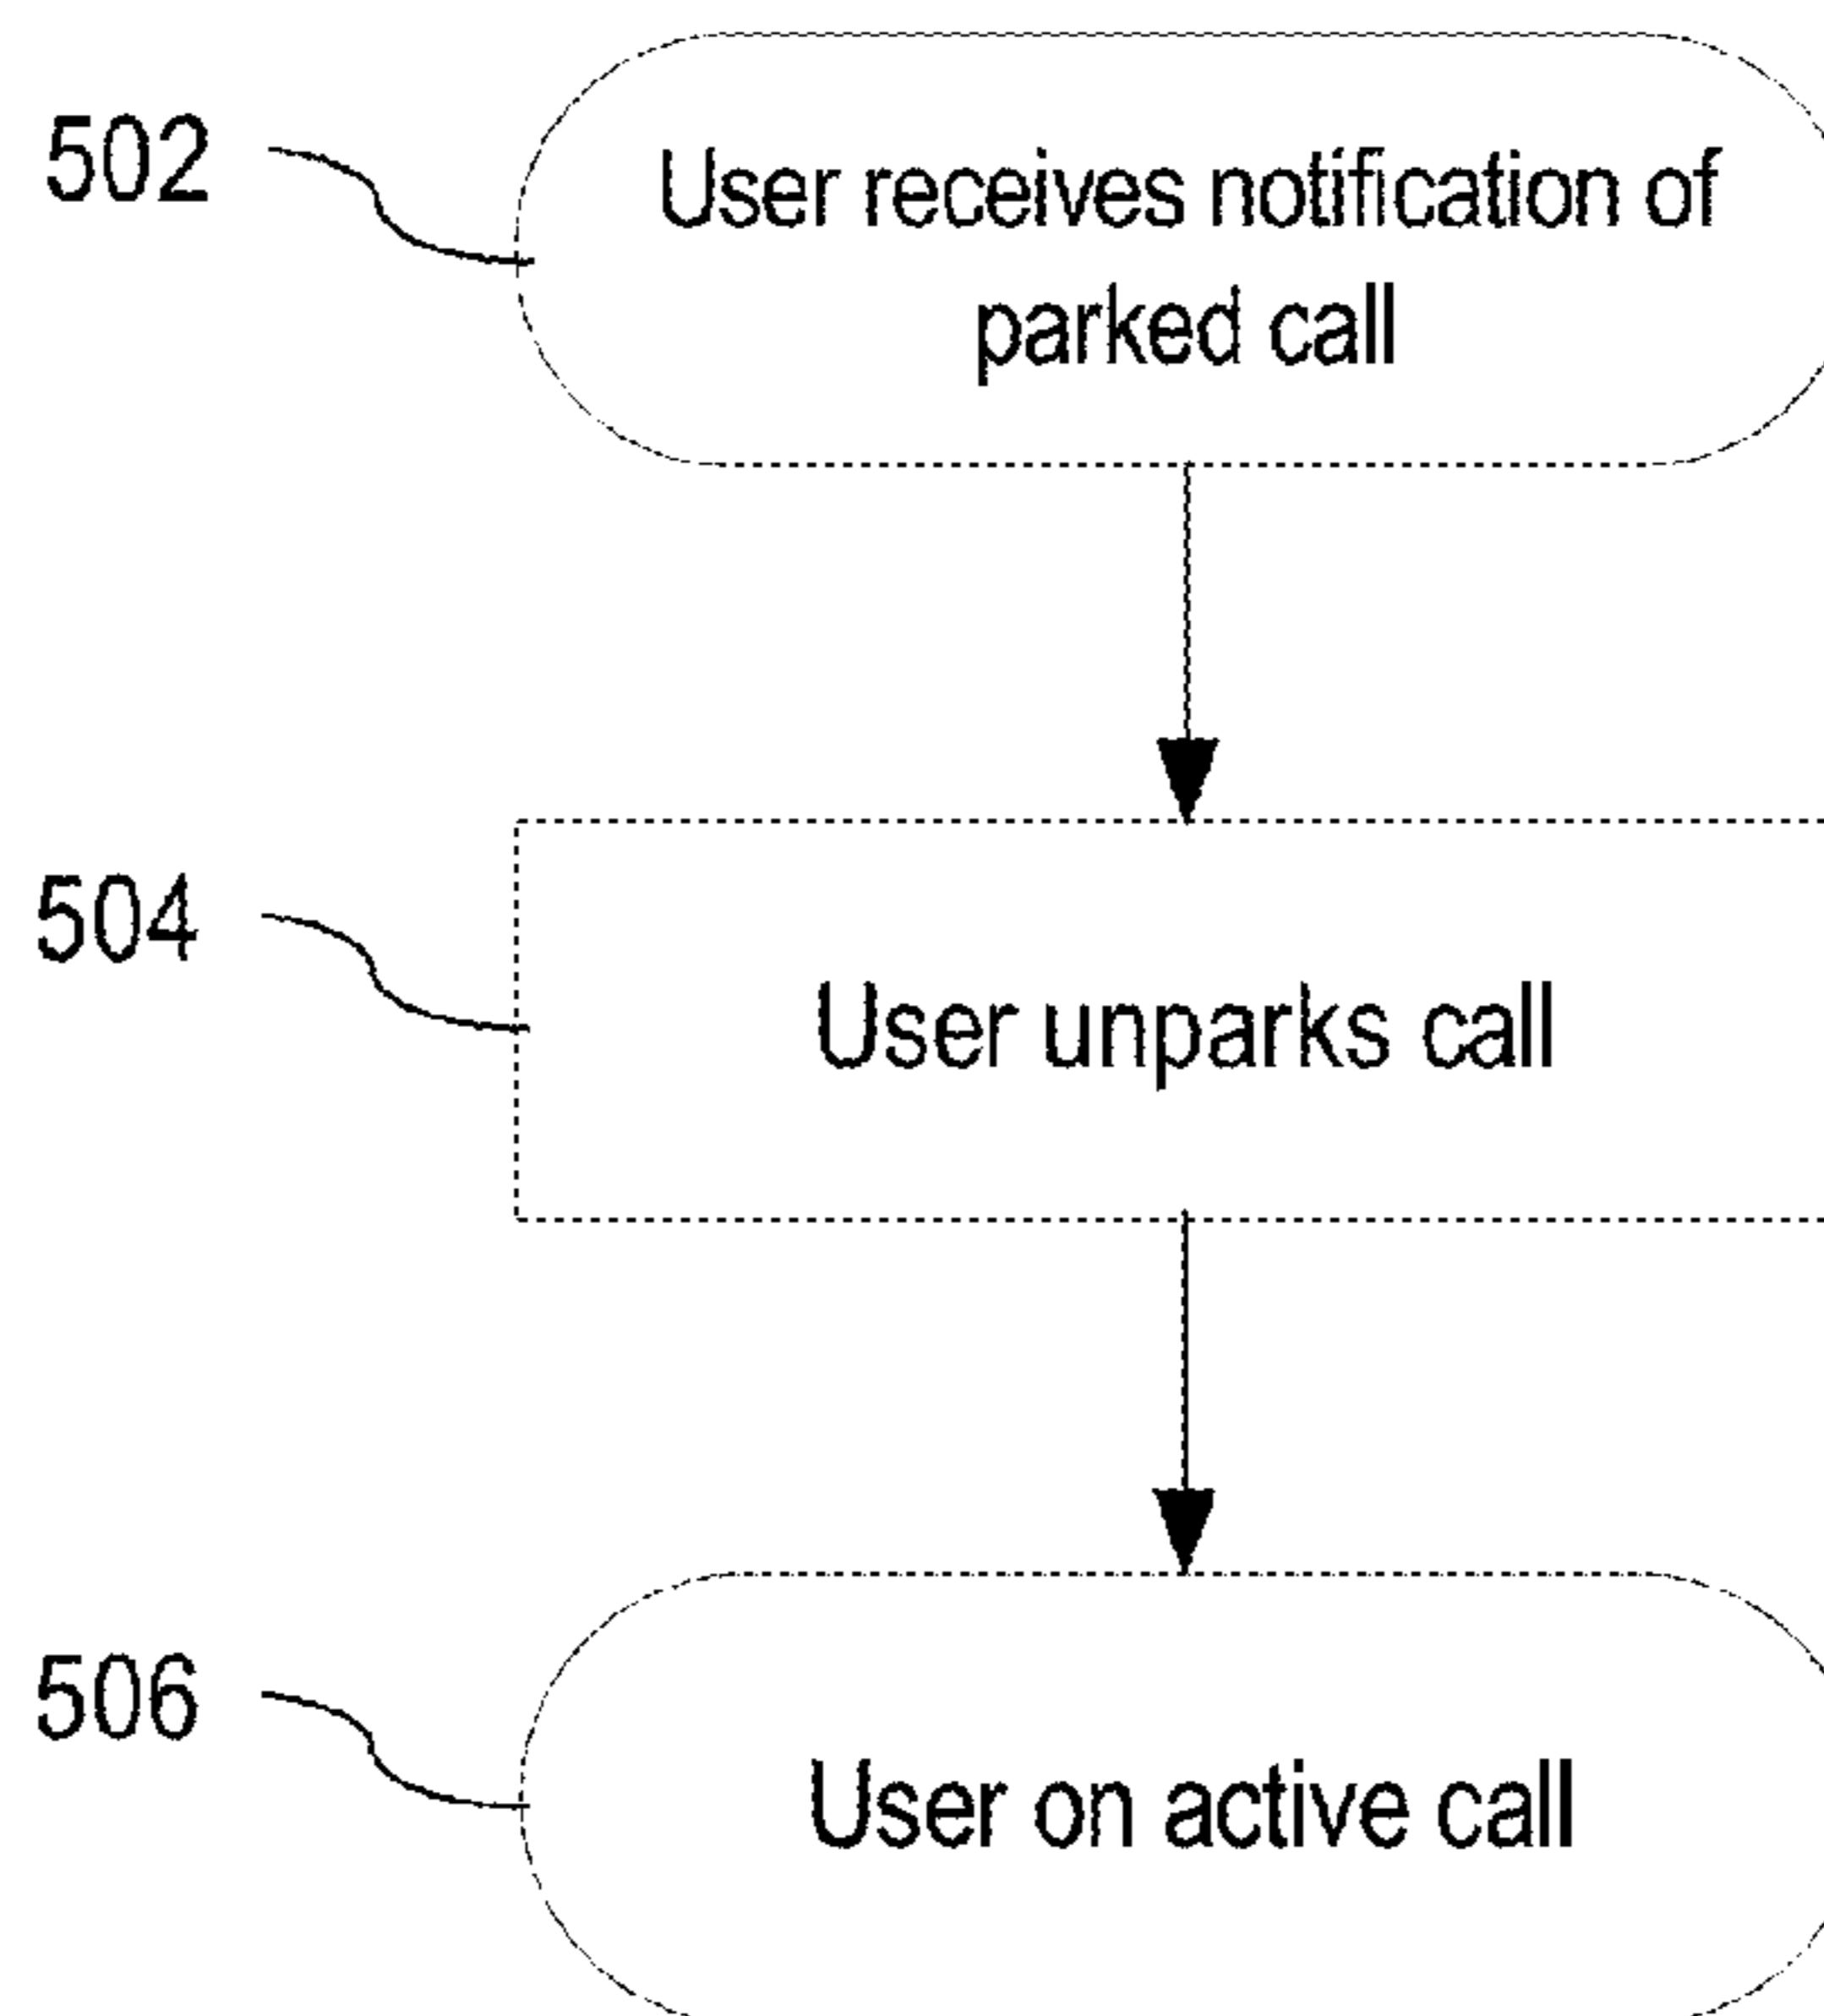 502
User receives notification of
parked call
504
User unparks call
506
User on active call